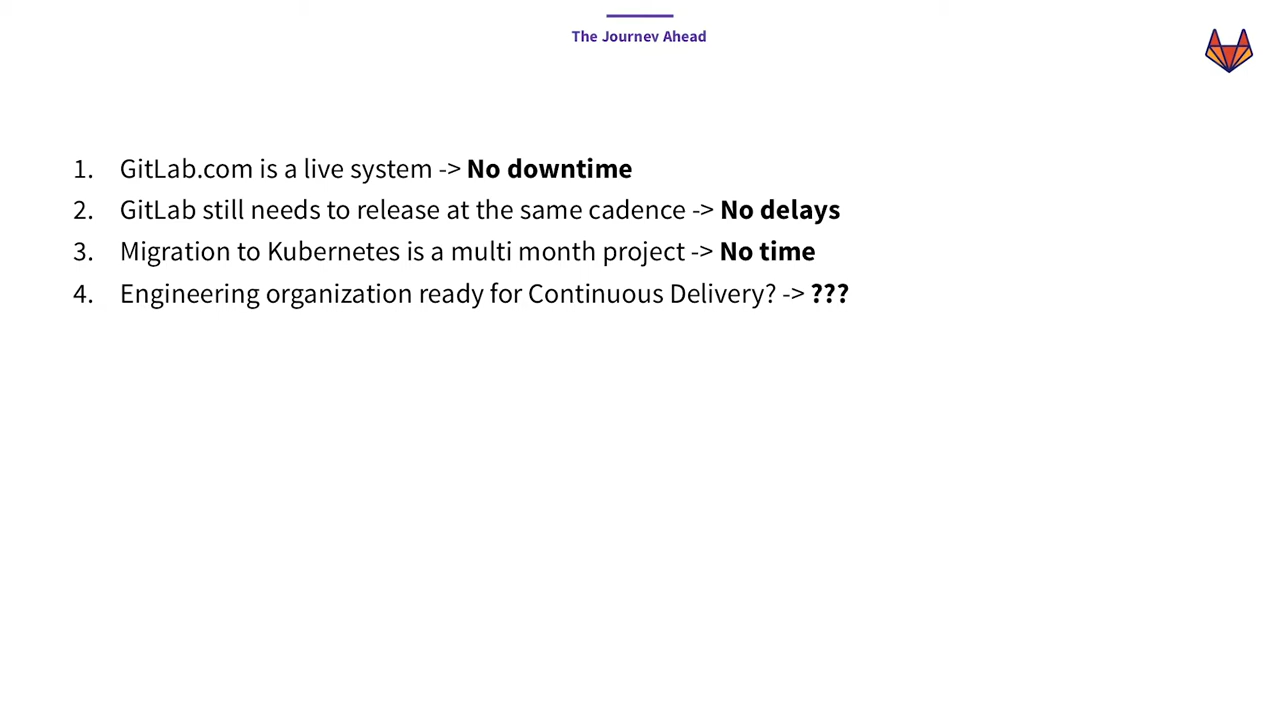 The Journey Ahead
1. GitLab.com is a live system -> No downtime
2. GitLab still needs to release at the same cadence -> No delays
3. Migration to Kubernetes is a multi month project -> No time
4. Engineering organization ready for Continuous Delivery? -> ???